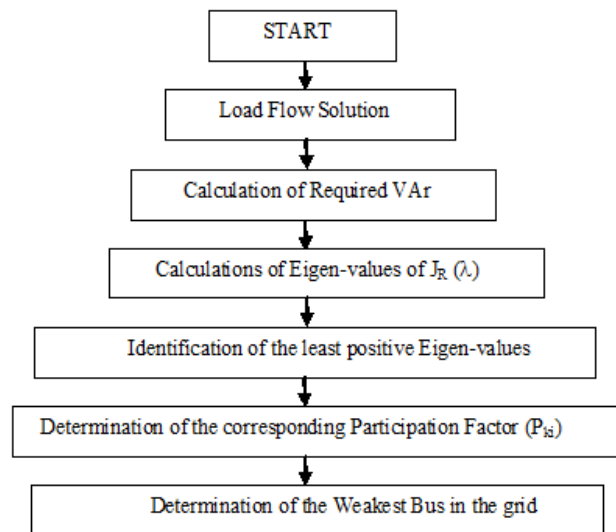 START
Load Flow Solution
Calculation of Required VAr
Calculations of Eigen-values of J_R (λ)
Identification of the least positive Eigen-values
Determination of the corresponding Participation Factor (P_ki)
Determination of the Weakest Bus in the grid